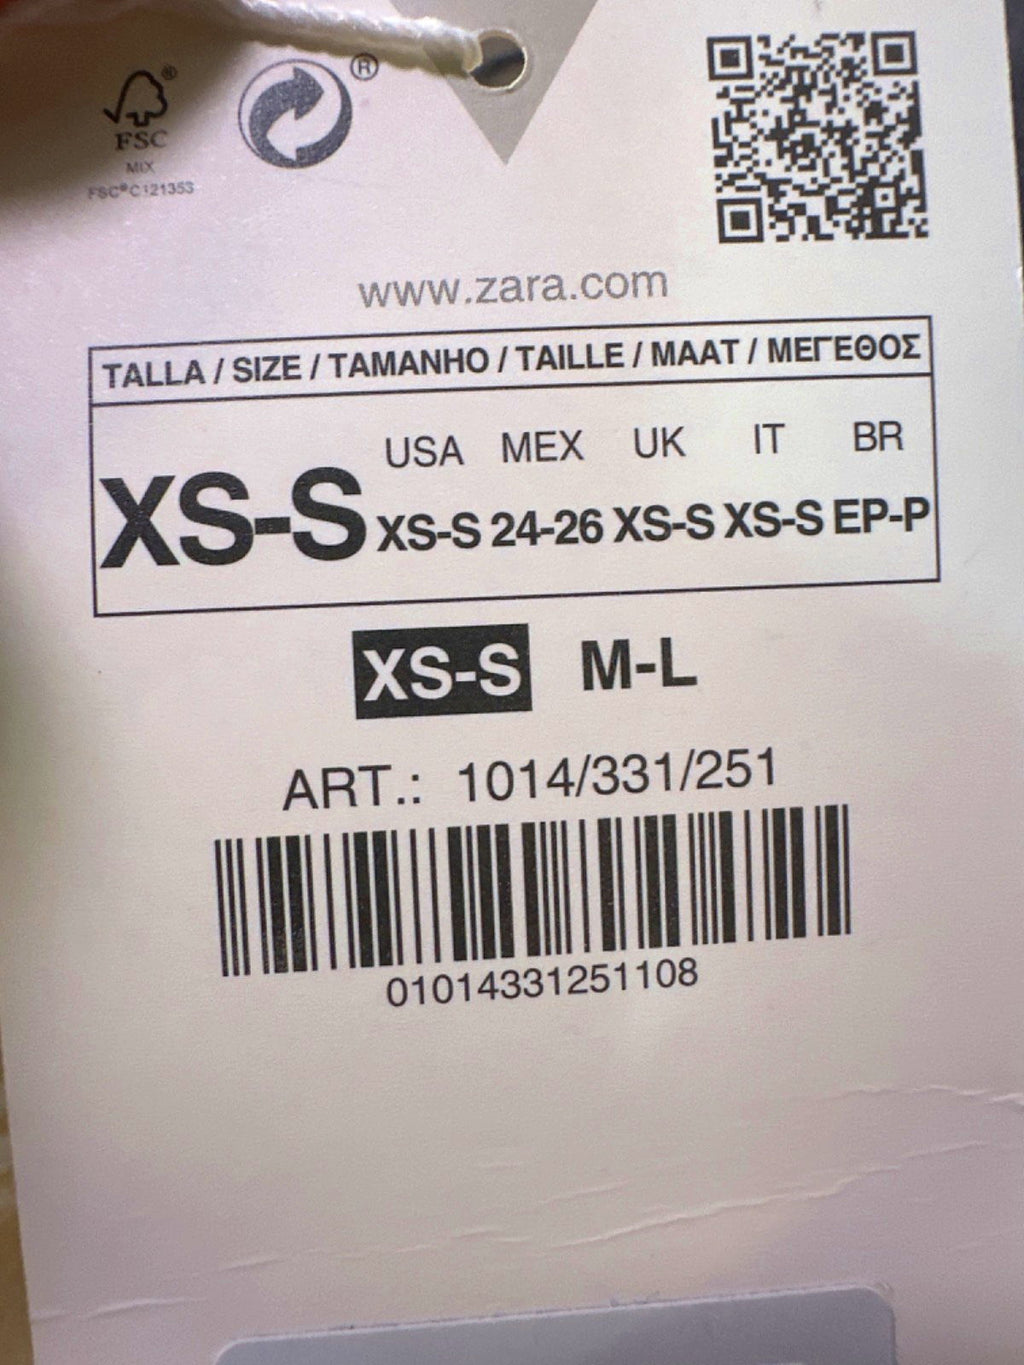 ®
FSC®
MIX
FSC®C121353
www.zara.com
TALLA / SIZE / TAMANHO / TAILLE / MAAT / ΜΕΓΕΘΟΣ
USA MEX UK IT BR
XS-S XS-S 24-26 XS-S XS-S EP-P
XS-S M-L
ART.: 1014/331/251
01014331251108